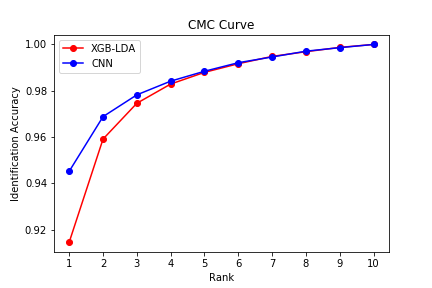 CMC Curve
XGB-LDA
CNN
Identification Accuracy
1.00
0.98
0.96
0.94
0.92
1 2 3 4 5 6 7 8 9 10
Rank